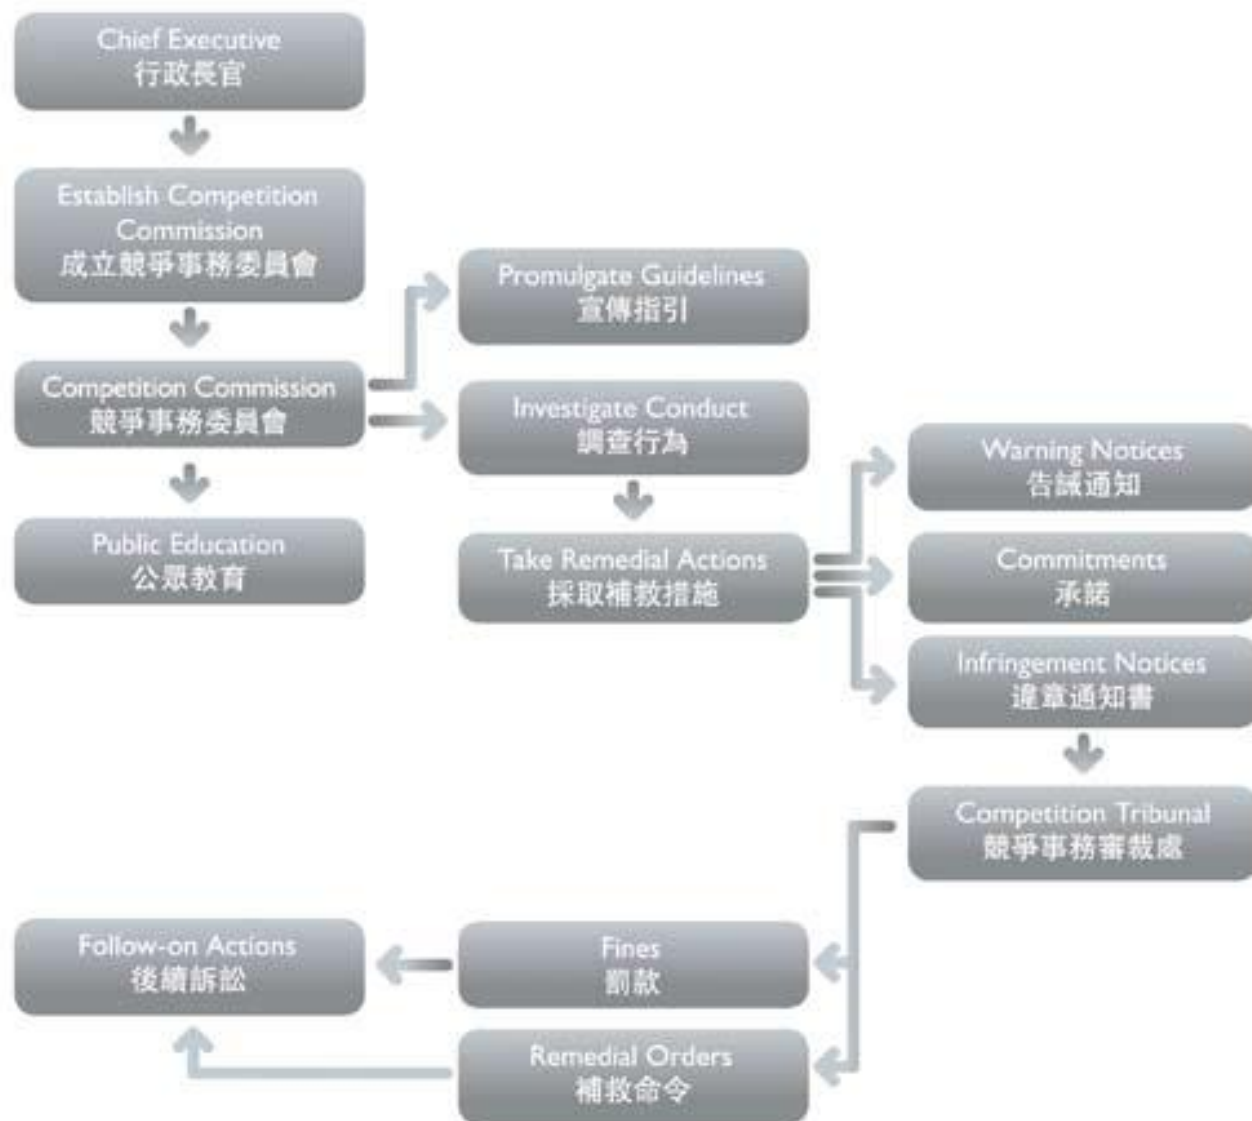 Chief Executive
行政長官
Establish Competition
Commission
成立競爭事務委員會
Competition Commission
競爭事務委員會
Public Education
公眾教育
Promulgate Guidelines
宣傳指引
Investigate Conduct
調查行為
Take Remedial Actions
採取補救措施
Warning Notices
告誡通知
Commitments
承諾
Infringement Notices
違章通知書
Competition Tribunal
競爭事務審裁處
Fines
罰款
Remedial Orders
補救命令
Follow-on Actions
後續訴訟